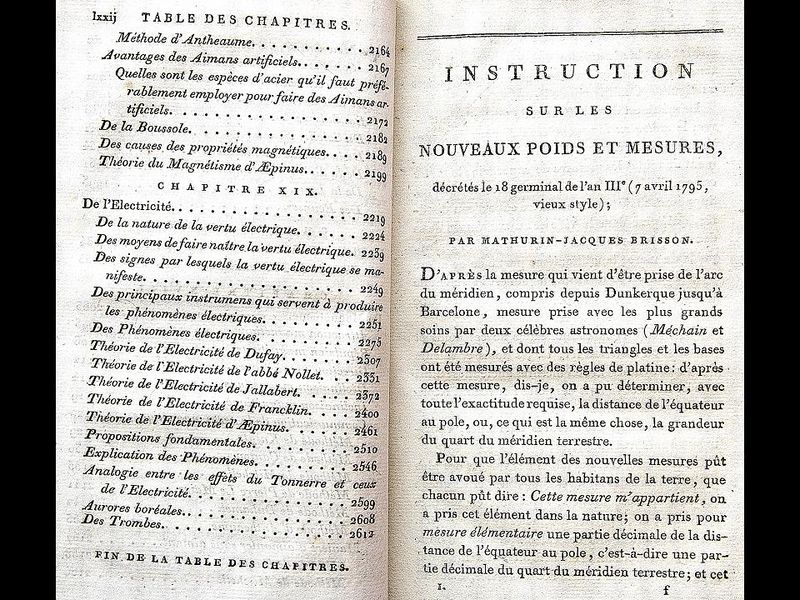 lxxij TABLE DES CHAPITRES.
Méthode d'Antheaume. . . . . . . . . . . . 2164
Avantages des Aimans artificiels. . . . . . . 2167
Quelles sont les espèces d'acier qu'il faut préfé-
rablement employer pour faire des Aimans ar-
tificiels. . . . . . . . . . . . . . . . . . 2172
De la Boussole. . . . . . . . . . . . . . . 2182
Des causes des propriétés magnétiques. . . . . 2189
Théorie du Magnétisme d'Æpinus. . . . . . . 2199
CHAPITRE XIX.
De l'Electricité. . . . . . . . . . . . . . . 2219
De la nature de la vertu électrique. . . . . . 2224
Des moyens de faire naître la vertu électrique. 2239
Des signes par lesquels la vertu électrique se ma-
nifeste. . . . . . . . . . . . . . . . . . 2249
Des principaux instrumens qui servent à produire
les phénomènes électriques. . . . . . . . . 2251
Des Phénomènes électriques. . . . . . . . . 2275
Théorie de l'Electricité de Dufay. . . . . . . 2307
Théorie de l'Electricité de l'abbé Nollet. . . . 2331
Théorie de l'Electricité de Jallabert. . . . . . 2372
Théorie de l'Electricité de Francklin. . . . . 2400
Théorie de l'Electricité d'Æpinus. . . . . . . 2461
Propositions fondamentales. . . . . . . . . 2510
Explication des Phénomènes. . . . . . . . . 2546
Analogie entre les effets du Tonnerre et ceux
de l'Electricité. . . . . . . . . . . . . . 2599
Aurores boréales. . . . . . . . . . . . . . 2608
Des Trombes. . . . . . . . . . . . . . . . 2612
FIN DE LA TABLE DES CHAPITRES.
INSTRUCTION
SUR LES
NOUVEAUX POIDS ET MESURES,
décrétés le 18 germinal de l'an IIIe (7 avril 1795,
vieux style);
PAR MATHURIN-JACQUES BRISSON.
D'APRÈS la mesure qui vient d'être prise de l'arc
du méridien, compris depuis Dunkerque jusqu'à
Barcelone, mesure prise avec les plus grands
soins par deux célèbres astronomes (Méchain et
Delambre), et dont tous les triangles et les bases
ont été mesurés avec des règles de platine: d'après
cette mesure, dis-je, on a pu déterminer, avec
toute l'exactitude requise, la distance de l'équateur
au pole, ou, ce qui est la même chose, la grandeur
du quart du méridien terrestre.
Pour que l'élément des nouvelles mesures pût
être avoué par tous les habitans de la terre, que
chacun pût dire : Cette mesure m'appartient, on
a pris cet élément dans la nature; on a pris pour
mesure élémentaire une partie décimale de la dis-
tance de l'équateur au pole, c'est-à-dire une par-
tie décimale du quart du méridien terrestre; et cet
1. f